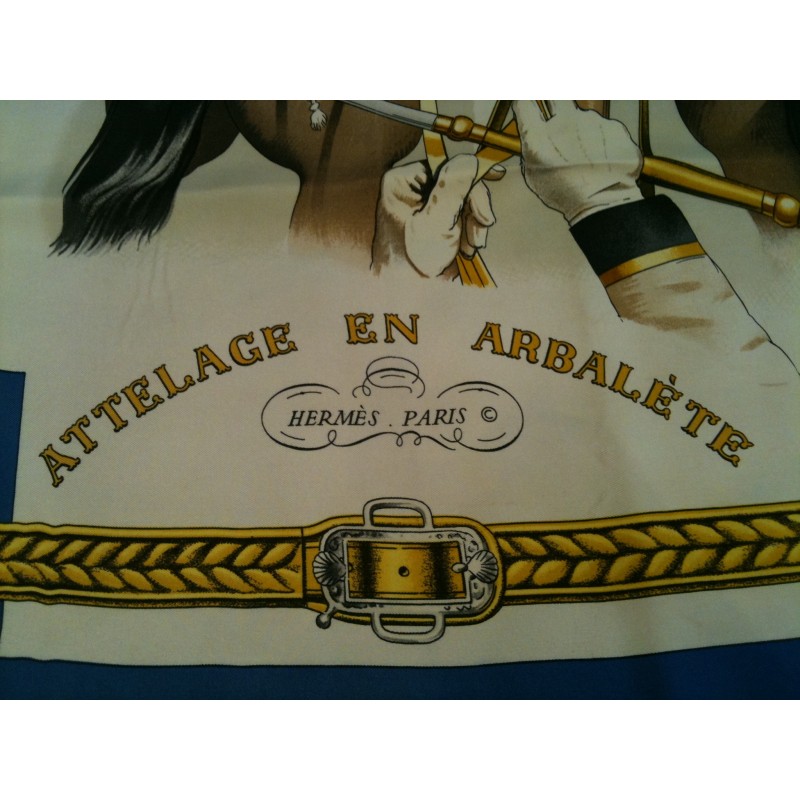 ATTELAGE EN ARBALÈTE
HERMÈS . PARIS ©